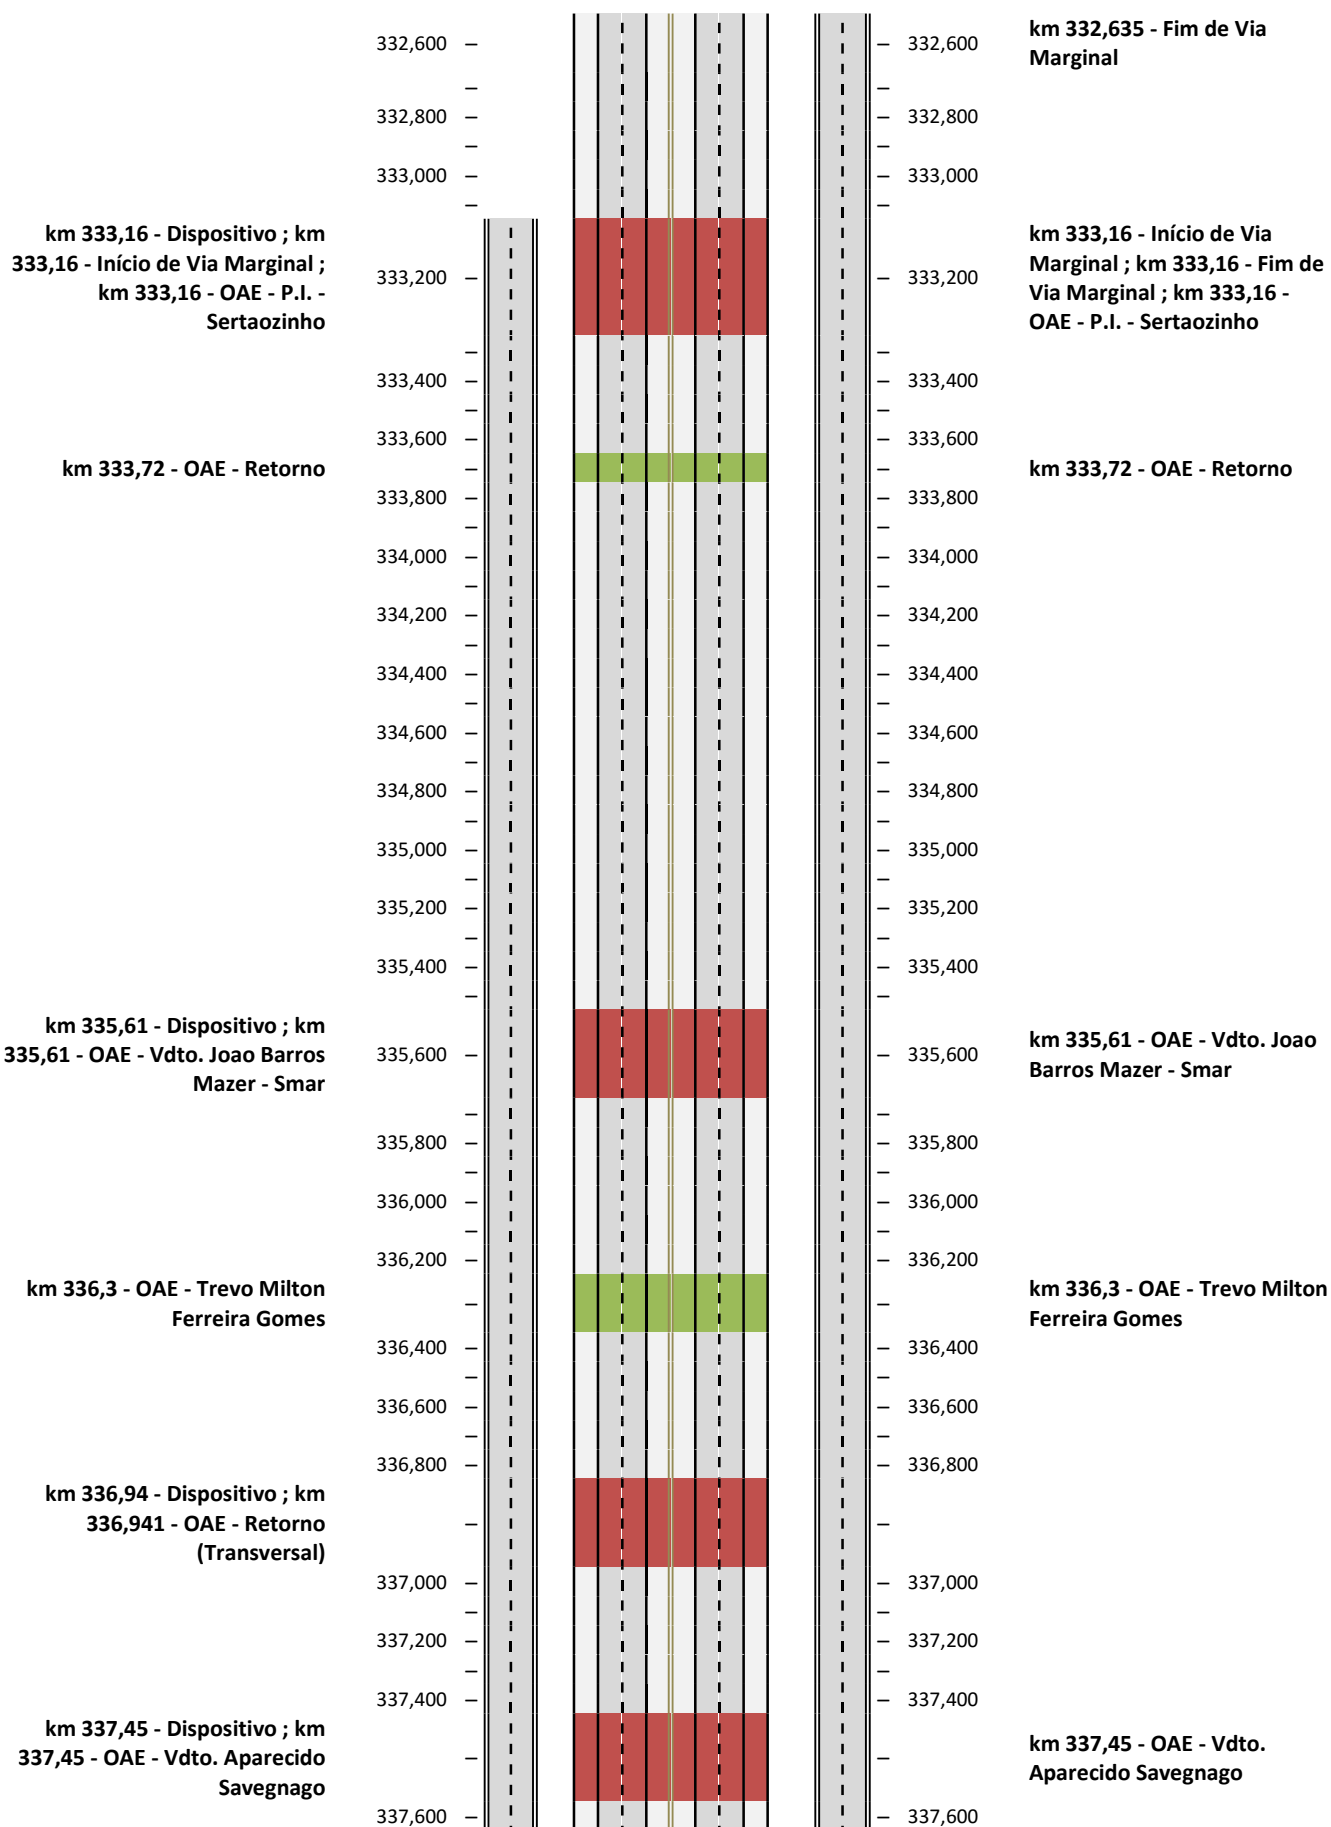 km 332,635 - Fim de Via
Marginal
332,600
332,600
332,800
332,800
333,000
333,000
km 333,16 - Dispositivo ; km
333,16 - Início de Via Marginal ;
km 333,16 - OAE - P.I. -
Sertaozinho
333,200
333,200
km 333,16 - Início de Via
Marginal ; km 333,16 - Fim de
Via Marginal ; km 333,16 -
OAE - P.I. - Sertaozinho
333,400
333,400
333,600
333,600
km 333,72 - OAE - Retorno
km 333,72 - OAE - Retorno
333,800
333,800
334,000
334,000
334,200
334,200
334,400
334,400
334,600
334,600
334,800
334,800
335,000
335,000
335,200
335,200
335,400
335,400
km 335,61 - Dispositivo ; km
335,61 - OAE - Vdto. Joao Barros
Mazer - Smar
335,600
335,600
km 335,61 - OAE - Vdto. Joao
Barros Mazer - Smar
335,800
335,800
336,000
336,000
336,200
336,200
km 336,3 - OAE - Trevo Milton
Ferreira Gomes
km 336,3 - OAE - Trevo Milton
Ferreira Gomes
336,400
336,400
336,600
336,600
336,800
336,800
km 336,94 - Dispositivo ; km
336,941 - OAE - Retorno
(Transversal)
337,000
337,000
337,200
337,200
337,400
337,400
km 337,45 - Dispositivo ; km
337,45 - OAE - Vdto. Aparecido
Savegnago
km 337,45 - OAE - Vdto.
Aparecido Savegnago
337,600
337,600